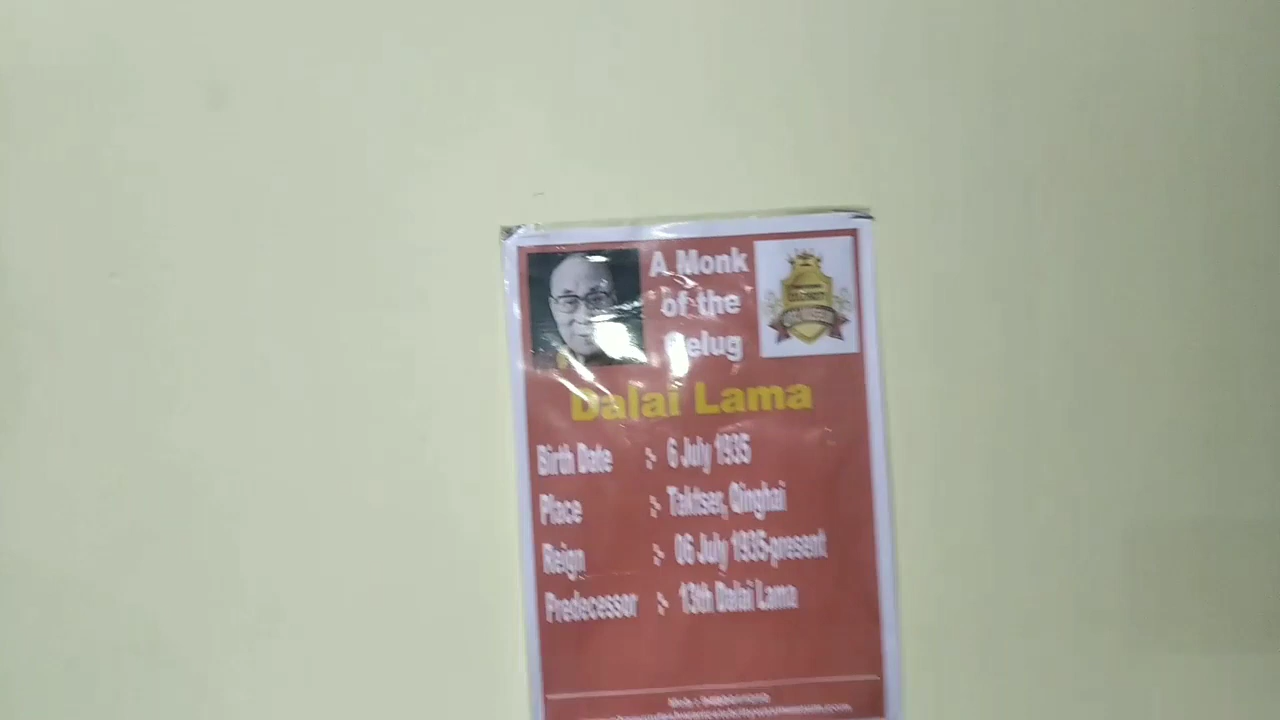 A Monk
of the
elug
Dalai Lama
Birth Date :- 6 July 1935
Place :- Taktser, Qinghai
Reign :- 06 July 1935-present
Predecessor :- 13th Dalai Lama